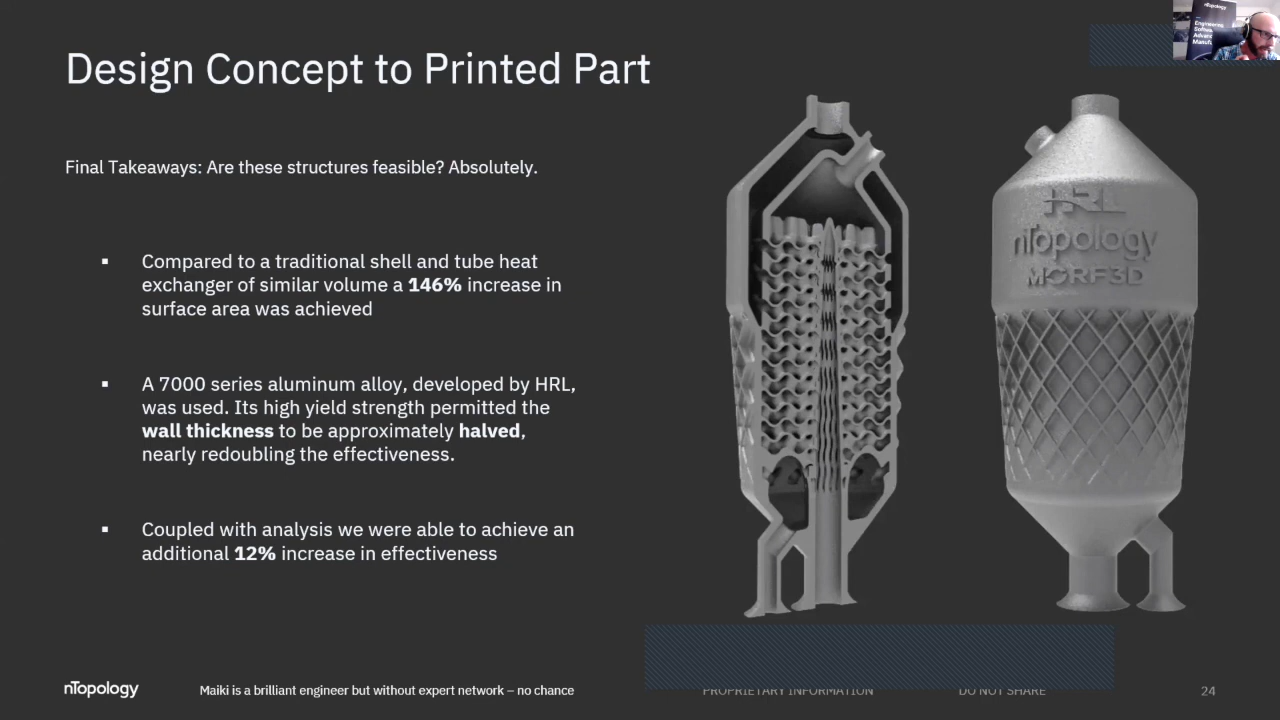 Design Concept to Printed Part
Final Takeaways: Are these structures feasible? Absolutely.
▪ Compared to a traditional shell and tube heat
exchanger of similar volume a 146% increase in
surface area was achieved
▪ A 7000 series aluminum alloy, developed by HRL,
was used. Its high yield strength permitted the
wall thickness to be approximately halved,
nearly redoubling the effectiveness.
▪ Coupled with analysis we were able to achieve an
additional 12% increase in effectiveness
HRL
nTopology
MORF3D
nTopology
Engineering
nTopology
Maiki is a brilliant engineer but without expert network – no chance
PROPRIETARY INFORMATION
DO NOT SHARE
24